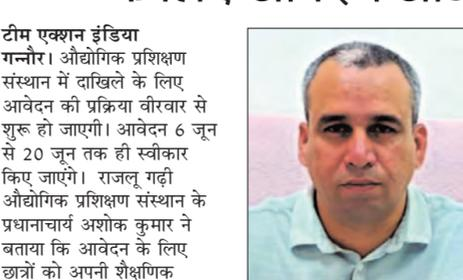 टीम एक्शन इंडिया
गन्नौर। औद्योगिक प्रशिक्षण
संस्थान में दाखिले के लिए
आवेदन की प्रक्रिया वीरवार से
शुरू हो जाएगी। आवेदन 6 जून
से 20 जून तक ही स्वीकार
किए जाएंगे। राजलू गढ़ी
औद्योगिक प्रशिक्षण संस्थान के
प्रधानाचार्य अशोक कुमार ने
बताया कि आवेदन के लिए
छात्रों को अपनी शैक्षणिक